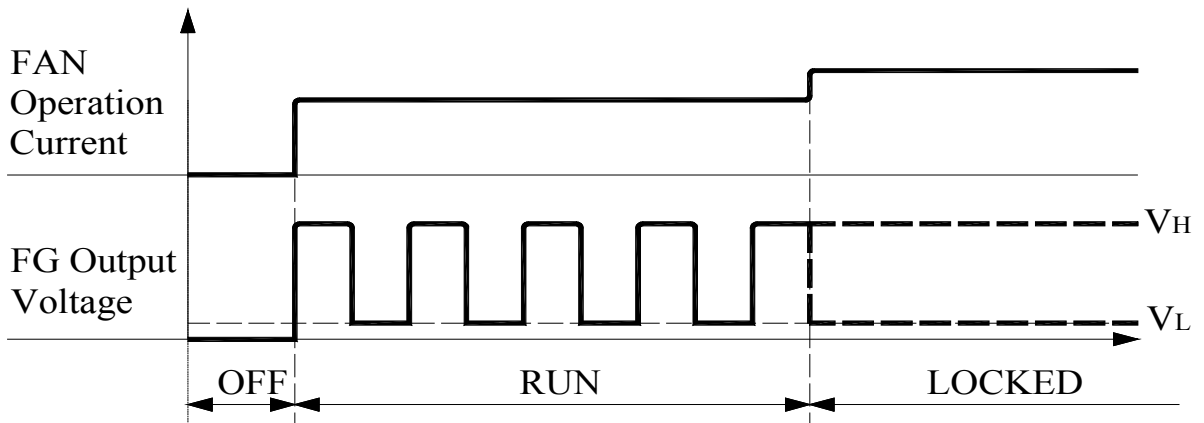 FAN
Operation
Current
FG Output
Voltage
VH
VL
OFF
RUN
LOCKED